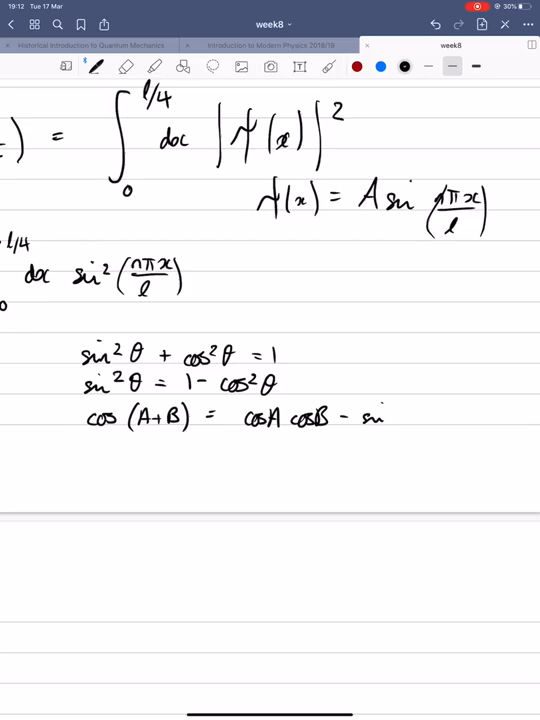 19:12 Tue 17 Mar
30%
week8
Historical Introduction to Quantum Mechanics
Introduction to Modern Physics 2018/19
week8
) = ∫₀^{l/4} dx |ψ(x)|²
ψ(x) = A sin (nπx/l)
l/4
0
dx sin² (nπx/l)
sin²θ + cos²θ = 1
sin²θ = 1 - cos²θ
cos (A+B) = cosA cosB - sin